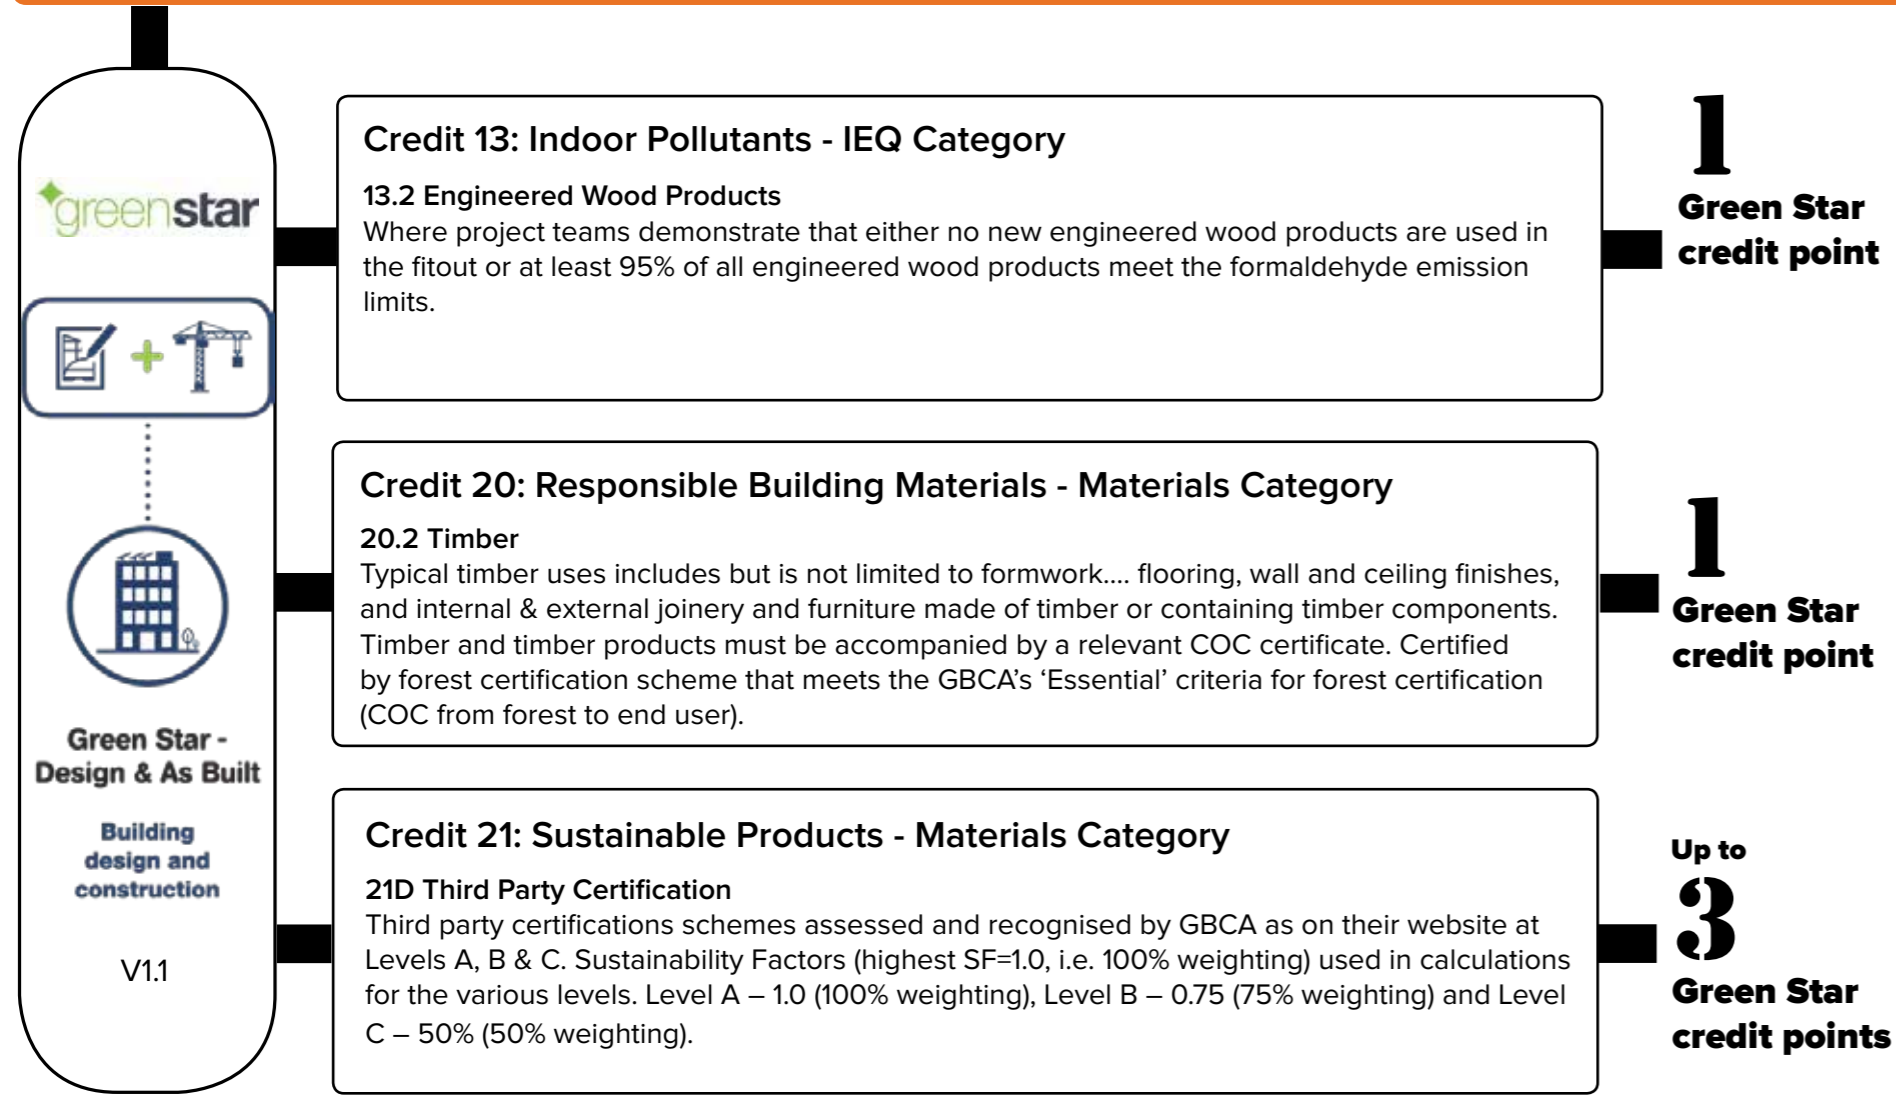 greenstar
Green Star -
Design & As Built
Building
design and
construction
V1.1
Credit 13: Indoor Pollutants - IEQ Category
13.2 Engineered Wood Products
Where project teams demonstrate that either no new engineered wood products are used in
the fitout or at least 95% of all engineered wood products meet the formaldehyde emission
limits.
1
Green Star
credit point
Credit 20: Responsible Building Materials - Materials Category
20.2 Timber
Typical timber uses includes but is not limited to formwork.... flooring, wall and ceiling finishes,
and internal & external joinery and furniture made of timber or containing timber components.
Timber and timber products must be accompanied by a relevant COC certificate. Certified
by forest certification scheme that meets the GBCA’s ‘Essential’ criteria for forest certification
(COC from forest to end user).
1
Green Star
credit point
Credit 21: Sustainable Products - Materials Category
21D Third Party Certification
Third party certifications schemes assessed and recognised by GBCA as on their website at
Levels A, B & C. Sustainability Factors (highest SF=1.0, i.e. 100% weighting) used in calculations
for the various levels. Level A – 1.0 (100% weighting), Level B – 0.75 (75% weighting) and Level
C – 50% (50% weighting).
Up to
3
Green Star
credit points